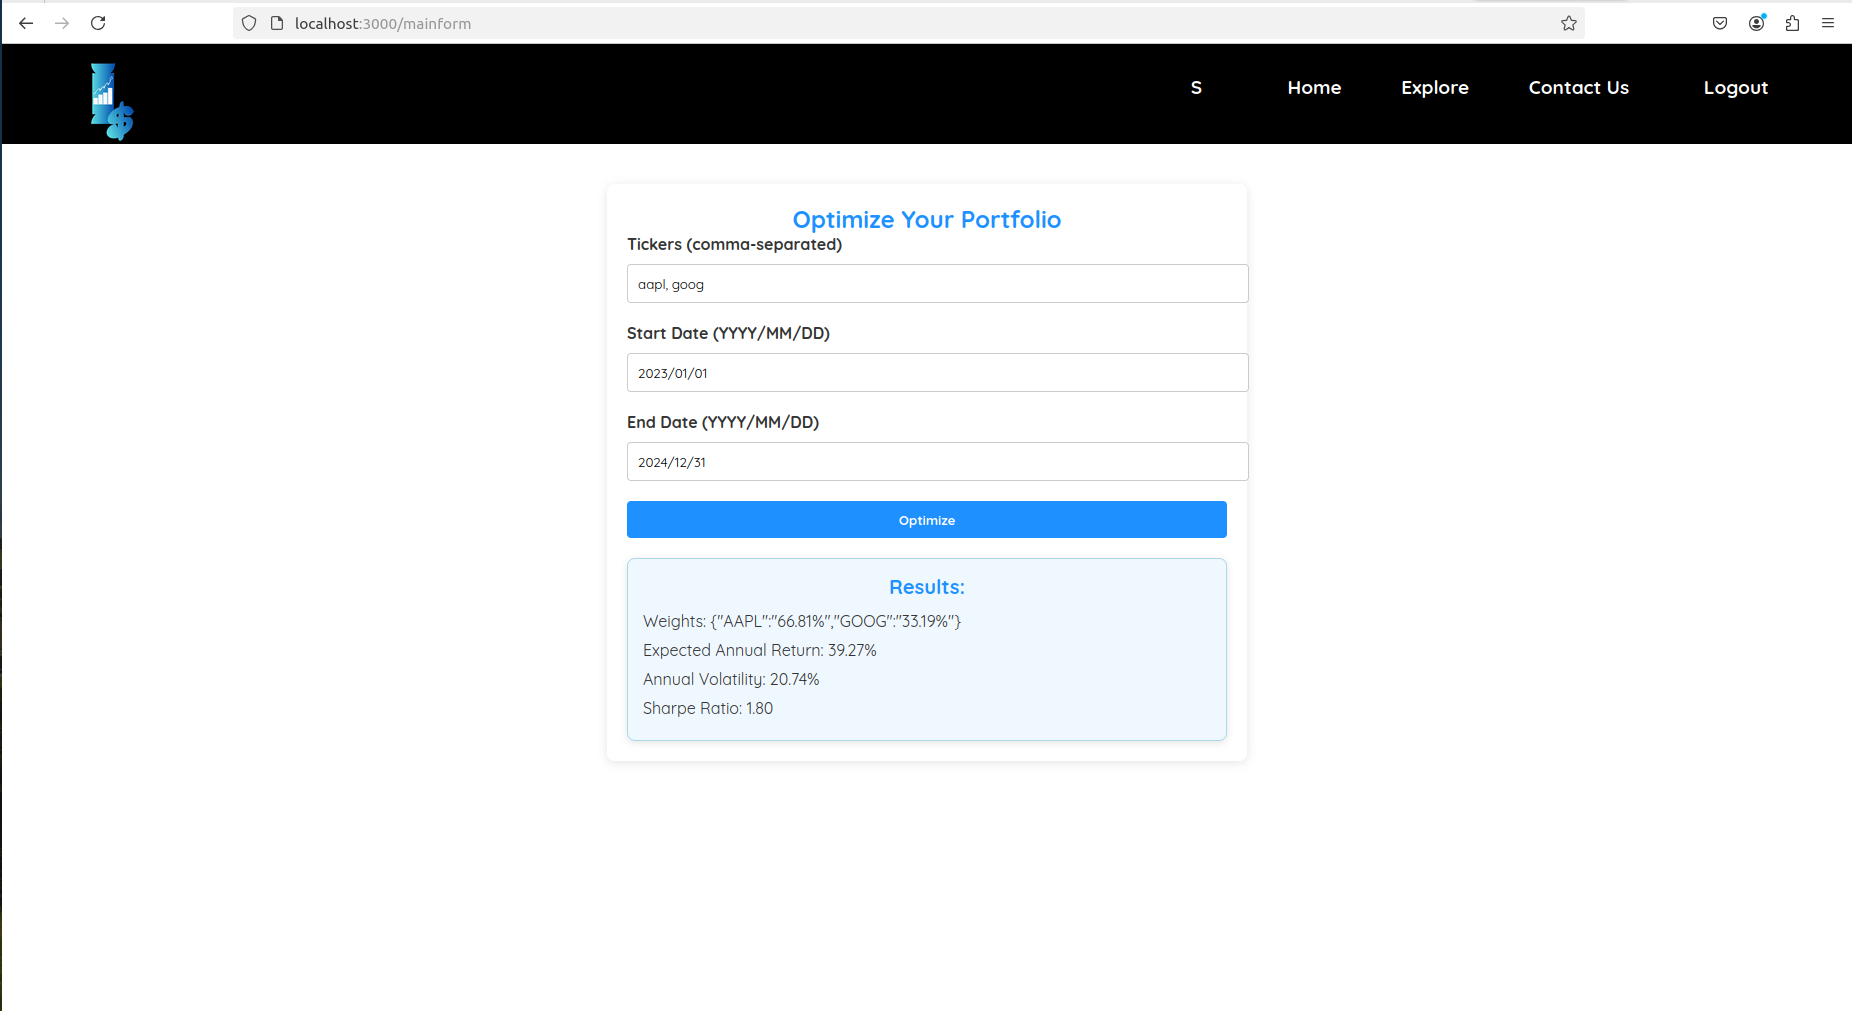 localhost:3000/mainform
S Home Explore Contact Us Logout
Optimize Your Portfolio
Tickers (comma-separated)
aapl, goog
Start Date (YYYY/MM/DD)
2023/01/01
End Date (YYYY/MM/DD)
2024/12/31
Optimize
Results:
Weights: {"AAPL":"66.81%","GOOG":"33.19%"}
Expected Annual Return: 39.27%
Annual Volatility: 20.74%
Sharpe Ratio: 1.80